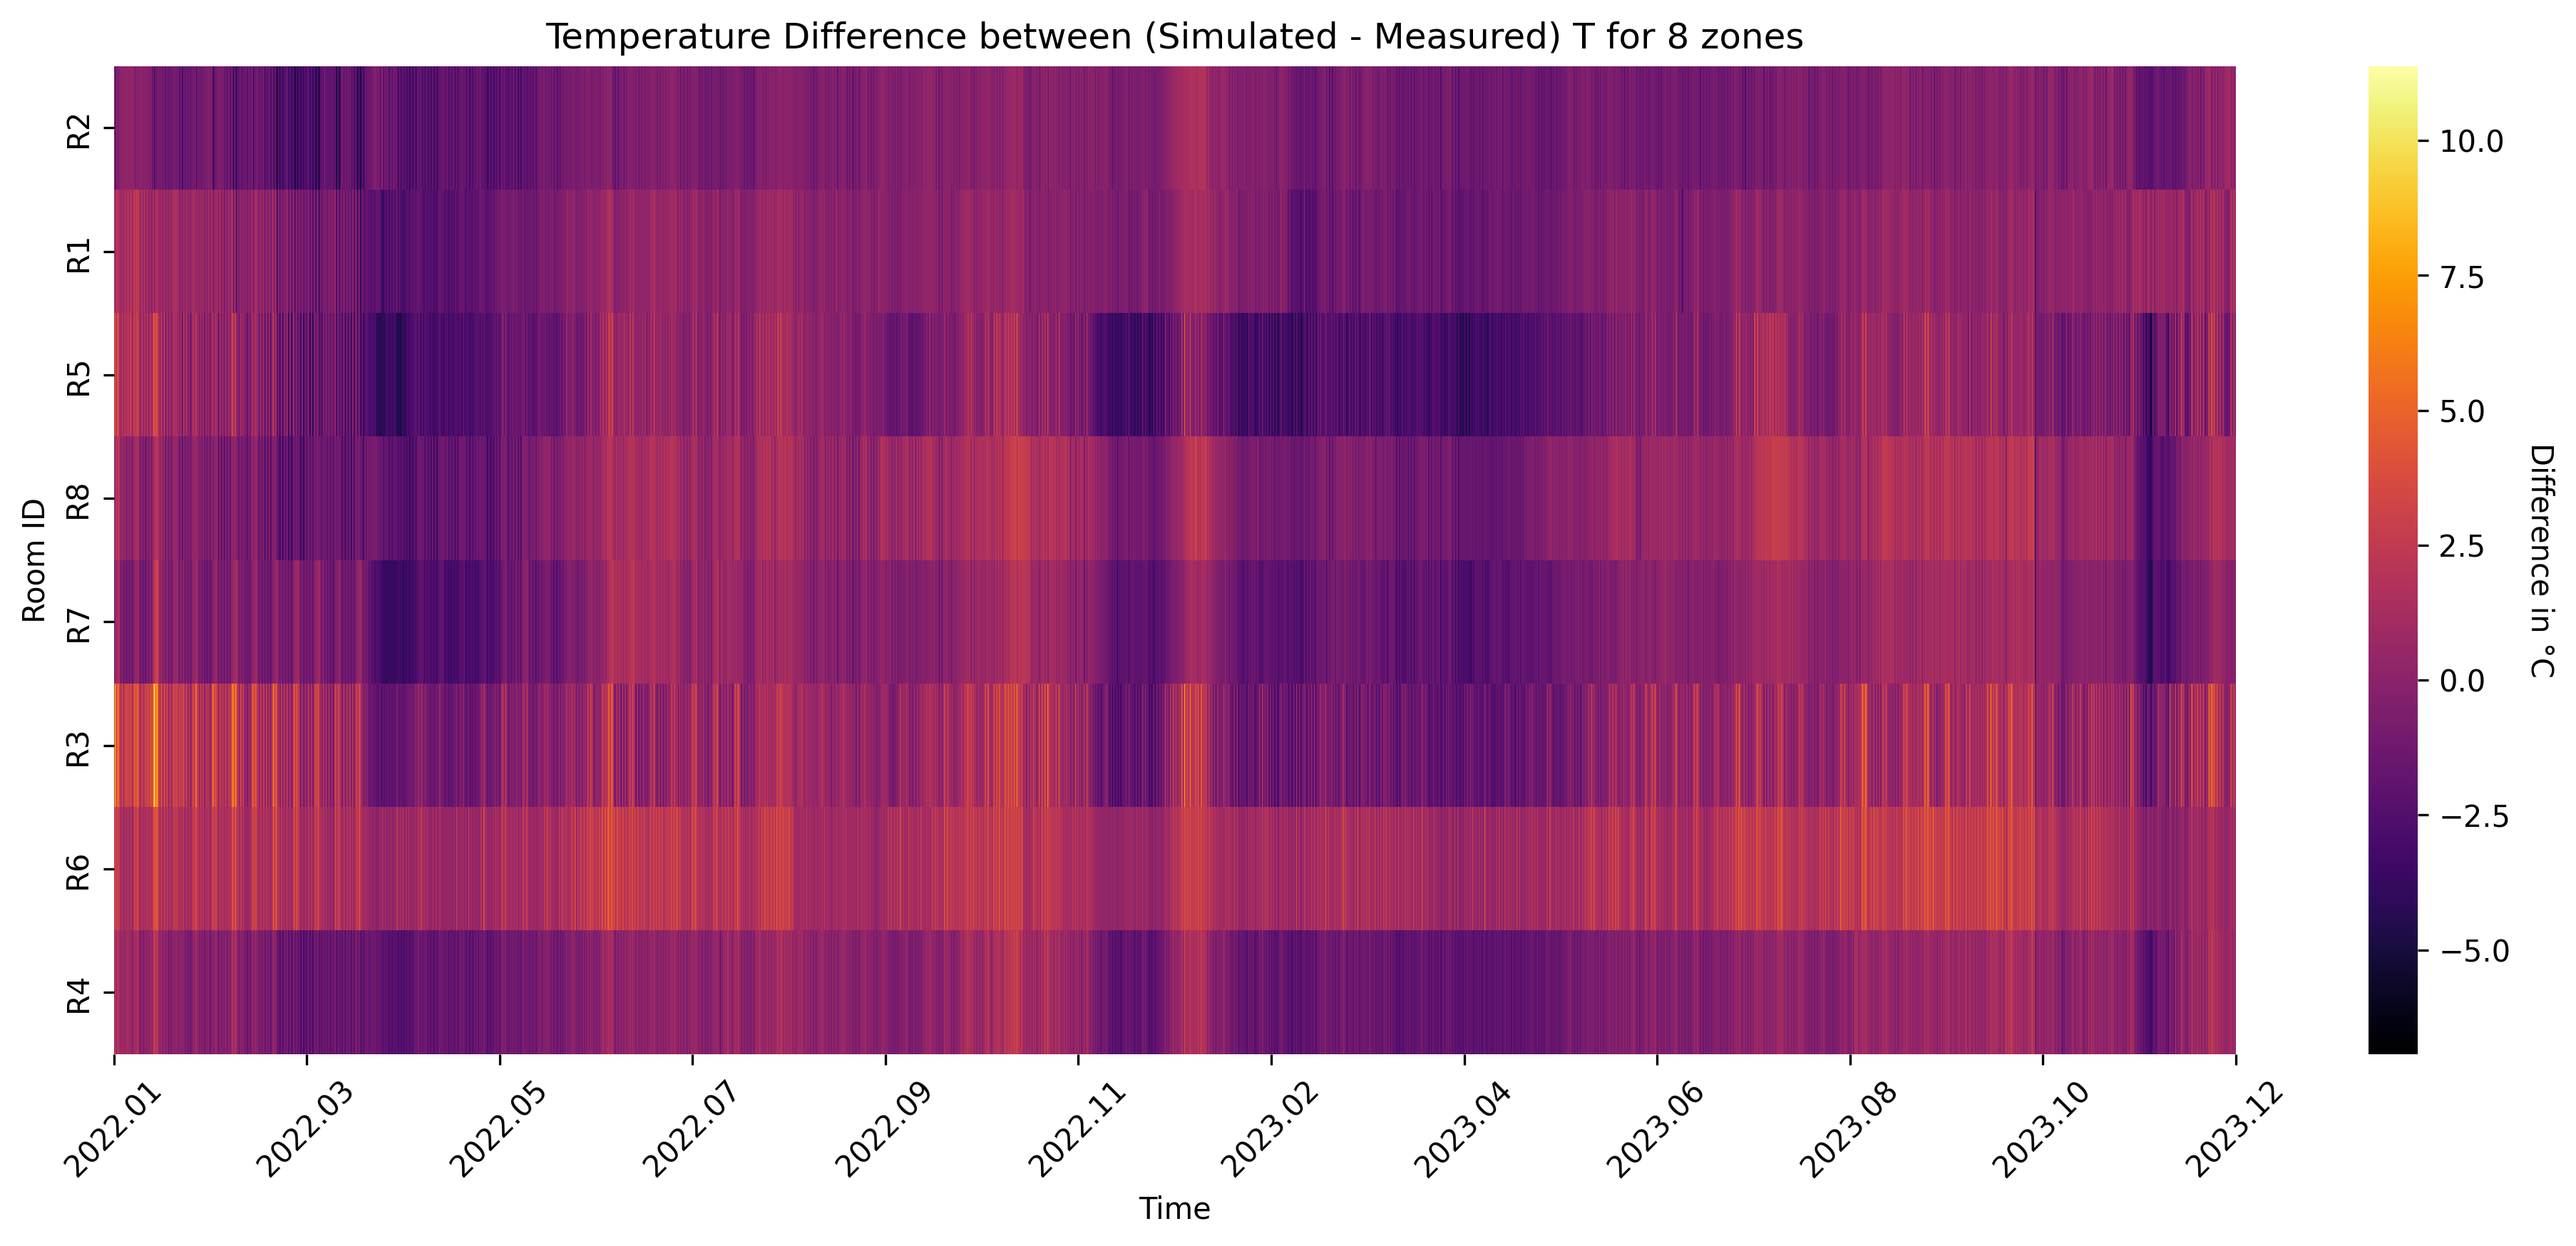 Temperature Difference between (Simulated - Measured) T for 8 zones
Room ID
R2
R1
R5
R8
R7
R3
R6
R4
2022.01
2022.03
2022.05
2022.07
2022.09
2022.11
2023.02
2023.04
2023.06
2023.08
2023.10
2023.12
Time
10.0
7.5
5.0
2.5
0.0
−2.5
−5.0
Difference in °C